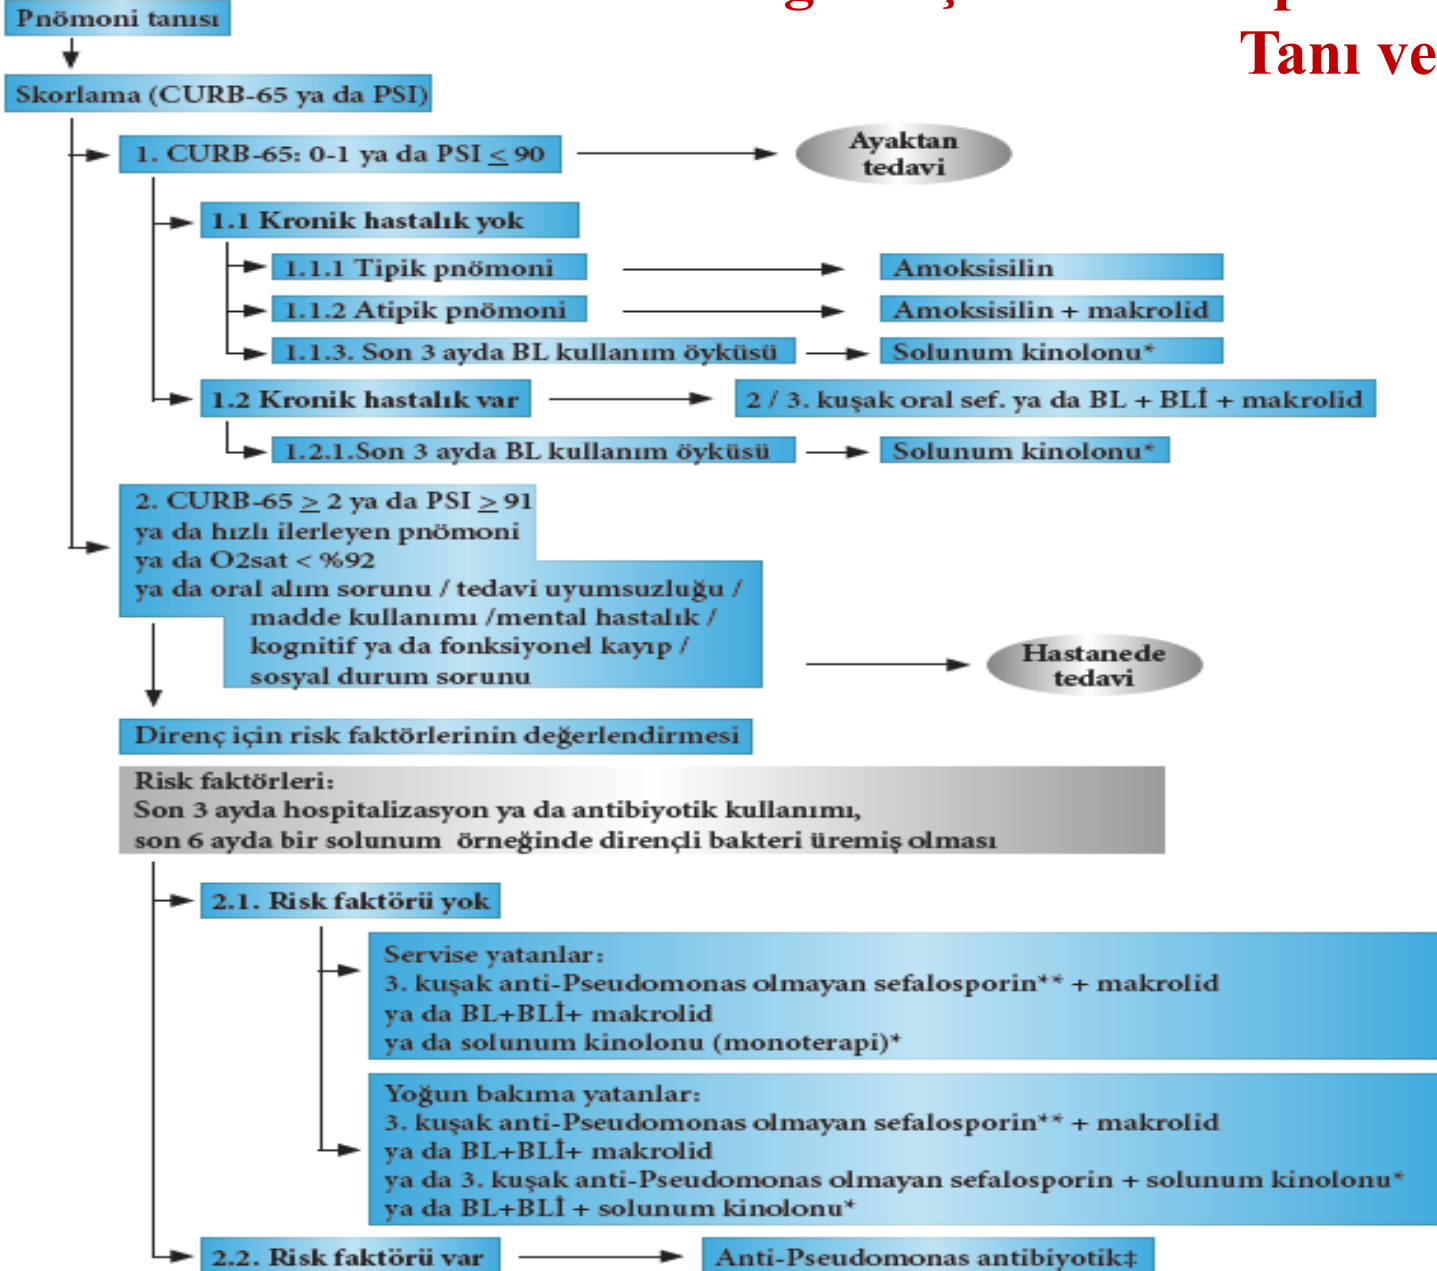 Tanı ve
Pnömoni tanısı
Skorlama (CURB-65 ya da PSI)
1. CURB-65: 0-1 ya da PSI ≤ 90
Ayaktan
tedavi
1.1 Kronik hastalık yok
1.1.1 Tipik pnömoni
Amoksisilin
1.1.2 Atipik pnömoni
Amoksisilin + makrolid
1.1.3. Son 3 ayda BL kullanım öyküsü
Solunum kinolonu*
1.2 Kronik hastalık var
2 / 3. kuşak oral sef. ya da BL + BLİ + makrolid
1.2.1.Son 3 ayda BL kullanım öyküsü
Solunum kinolonu*
2. CURB-65 ≥ 2 ya da PSI ≥ 91
ya da hızlı ilerleyen pnömoni
ya da O2sat < %92
ya da oral alım sorunu / tedavi uyumsuzluğu /
madde kullanımı /mental hastalık /
kognitif ya da fonksiyonel kayıp /
sosyal durum sorunu
Hastanede
tedavi
Direnç için risk faktörlerinin değerlendirmesi
Risk faktörleri:
Son 3 ayda hospitalizasyon ya da antibiyotik kullanımı,
son 6 ayda bir solunum örneğinde dirençli bakteri üremiş olması
2.1. Risk faktörü yok
Servise yatanlar:
3. kuşak anti-Pseudomonas olmayan sefalosporin** + makrolid
ya da BL+BLİ+ makrolid
ya da solunum kinolonu (monoterapi)*
Yoğun bakıma yatanlar:
3. kuşak anti-Pseudomonas olmayan sefalosporin** + makrolid
ya da BL+BLİ+ makrolid
ya da 3. kuşak anti-Pseudomonas olmayan sefalosporin + solunum kinolonu*
ya da BL+BLİ + solunum kinolonu*
2.2. Risk faktörü var
Anti-Pseudomonas antibiyotik‡